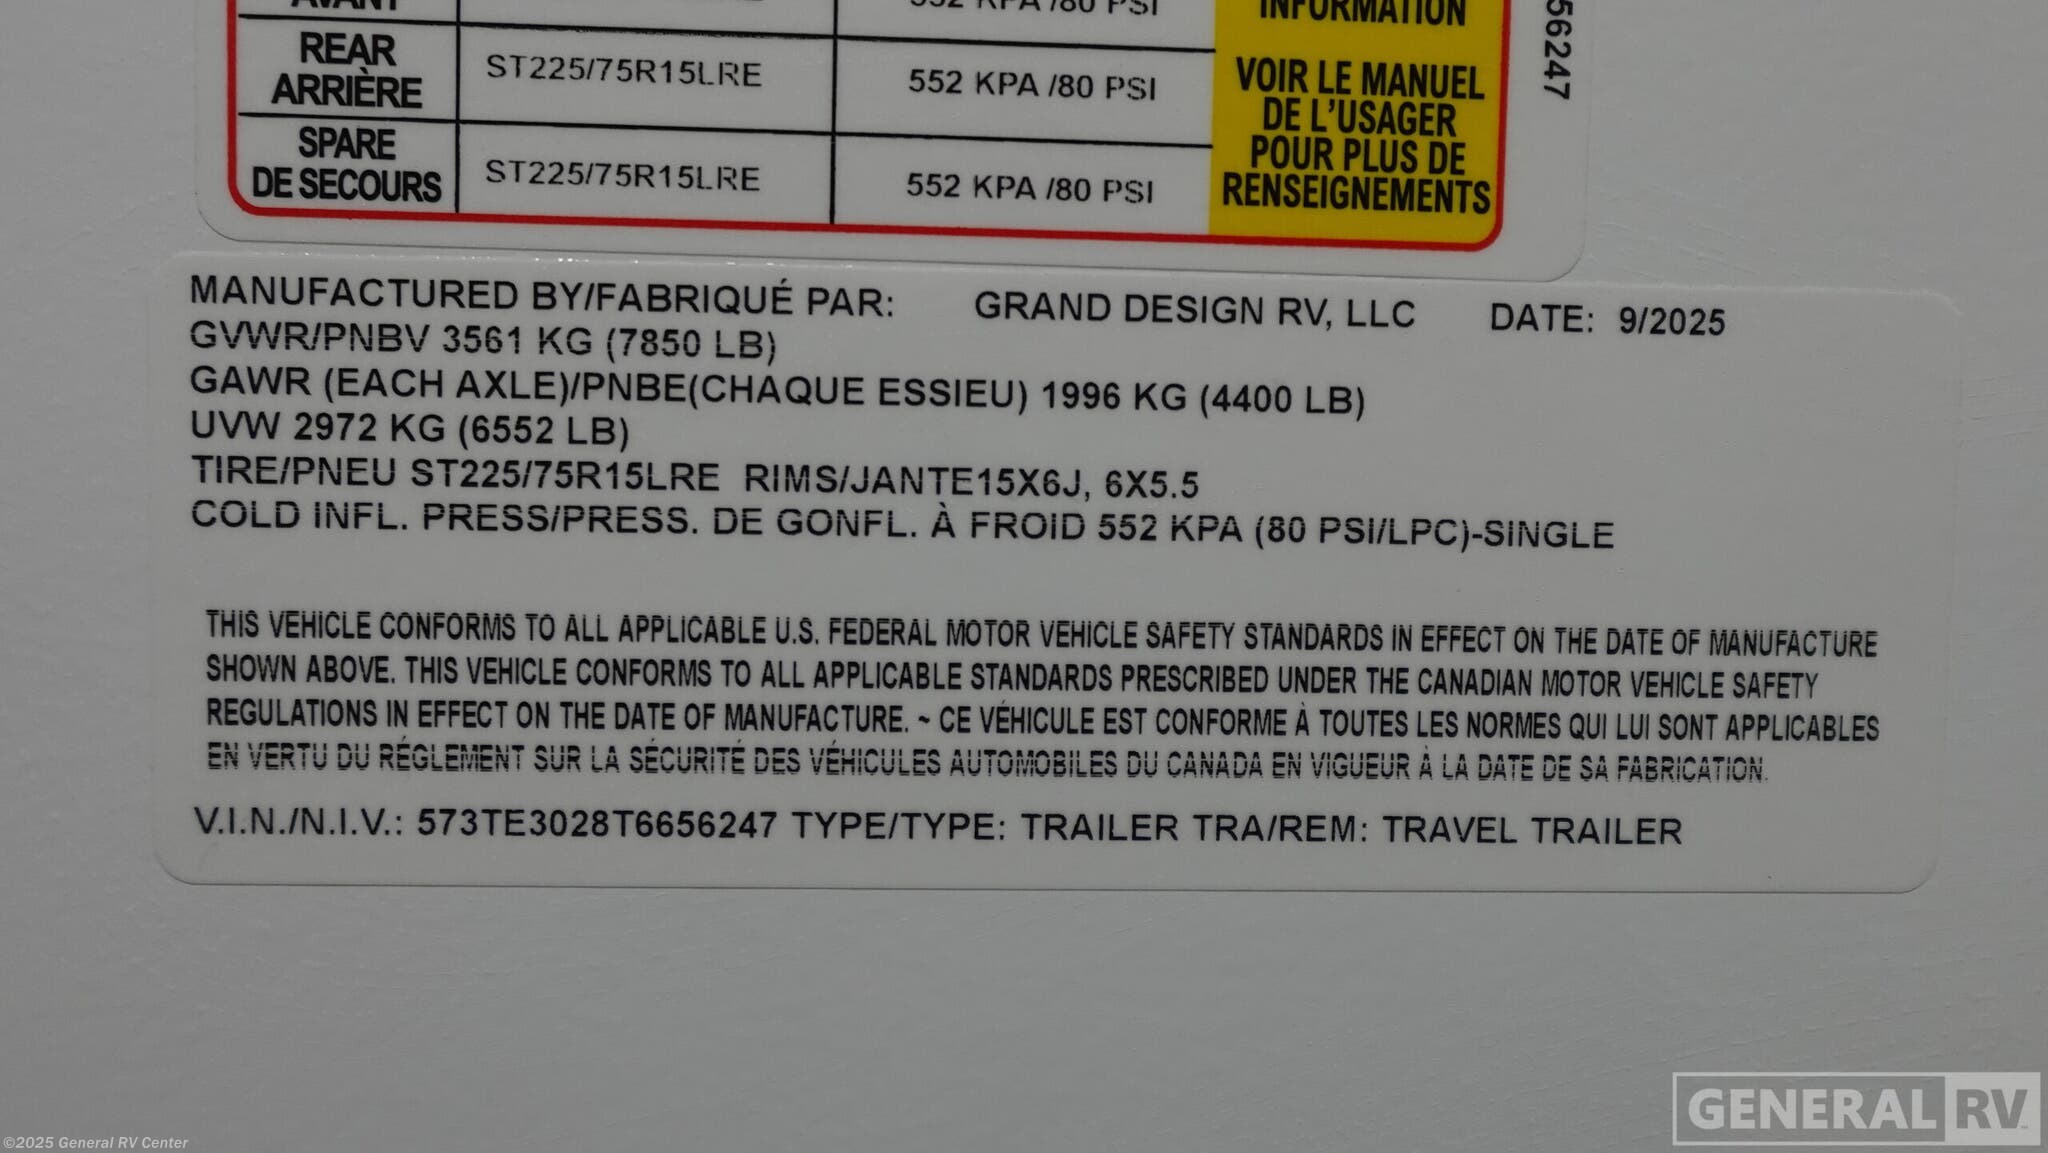 AVANT 552 KPA /80 PSI INFORMATION
REAR
ARRIÈRE ST225/75R15LRE 552 KPA /80 PSI
SPARE
DE SECOURS ST225/75R15LRE 552 KPA /80 PSI
VOIR LE MANUEL
DE L'USAGER
POUR PLUS DE
RENSEIGNEMENTS
56247
MANUFACTURED BY/FABRIQUÉ PAR: GRAND DESIGN RV, LLC DATE: 9/2025
GVWR/PNBV 3561 KG (7850 LB)
GAWR (EACH AXLE)/PNBE(CHAQUE ESSIEU) 1996 KG (4400 LB)
UVW 2972 KG (6552 LB)
TIRE/PNEU ST225/75R15LRE RIMS/JANTE15X6J, 6X5.5
COLD INFL. PRESS/PRESS. DE GONFL. À FROID 552 KPA (80 PSI/LPC)-SINGLE
THIS VEHICLE CONFORMS TO ALL APPLICABLE U.S. FEDERAL MOTOR VEHICLE SAFETY STANDARDS IN EFFECT ON THE DATE OF MANUFACTURE
SHOWN ABOVE. THIS VEHICLE CONFORMS TO ALL APPLICABLE STANDARDS PRESCRIBED UNDER THE CANADIAN MOTOR VEHICLE SAFETY
REGULATIONS IN EFFECT ON THE DATE OF MANUFACTURE. ~ CE VÉHICULE EST CONFORME À TOUTES LES NORMES QUI LUI SONT APPLICABLES
EN VERTU DU RÉGLEMENT SUR LA SÉCURITÉ DES VÉHICULES AUTOMOBILES DU CANADA EN VIGUEUR À LA DATE DE SA FABRICATION.
V.I.N./N.I.V.: 573TE3028T6656247 TYPE/TYPE: TRAILER TRA/REM: TRAVEL TRAILER
GENERAL RV
©2025 General RV Center